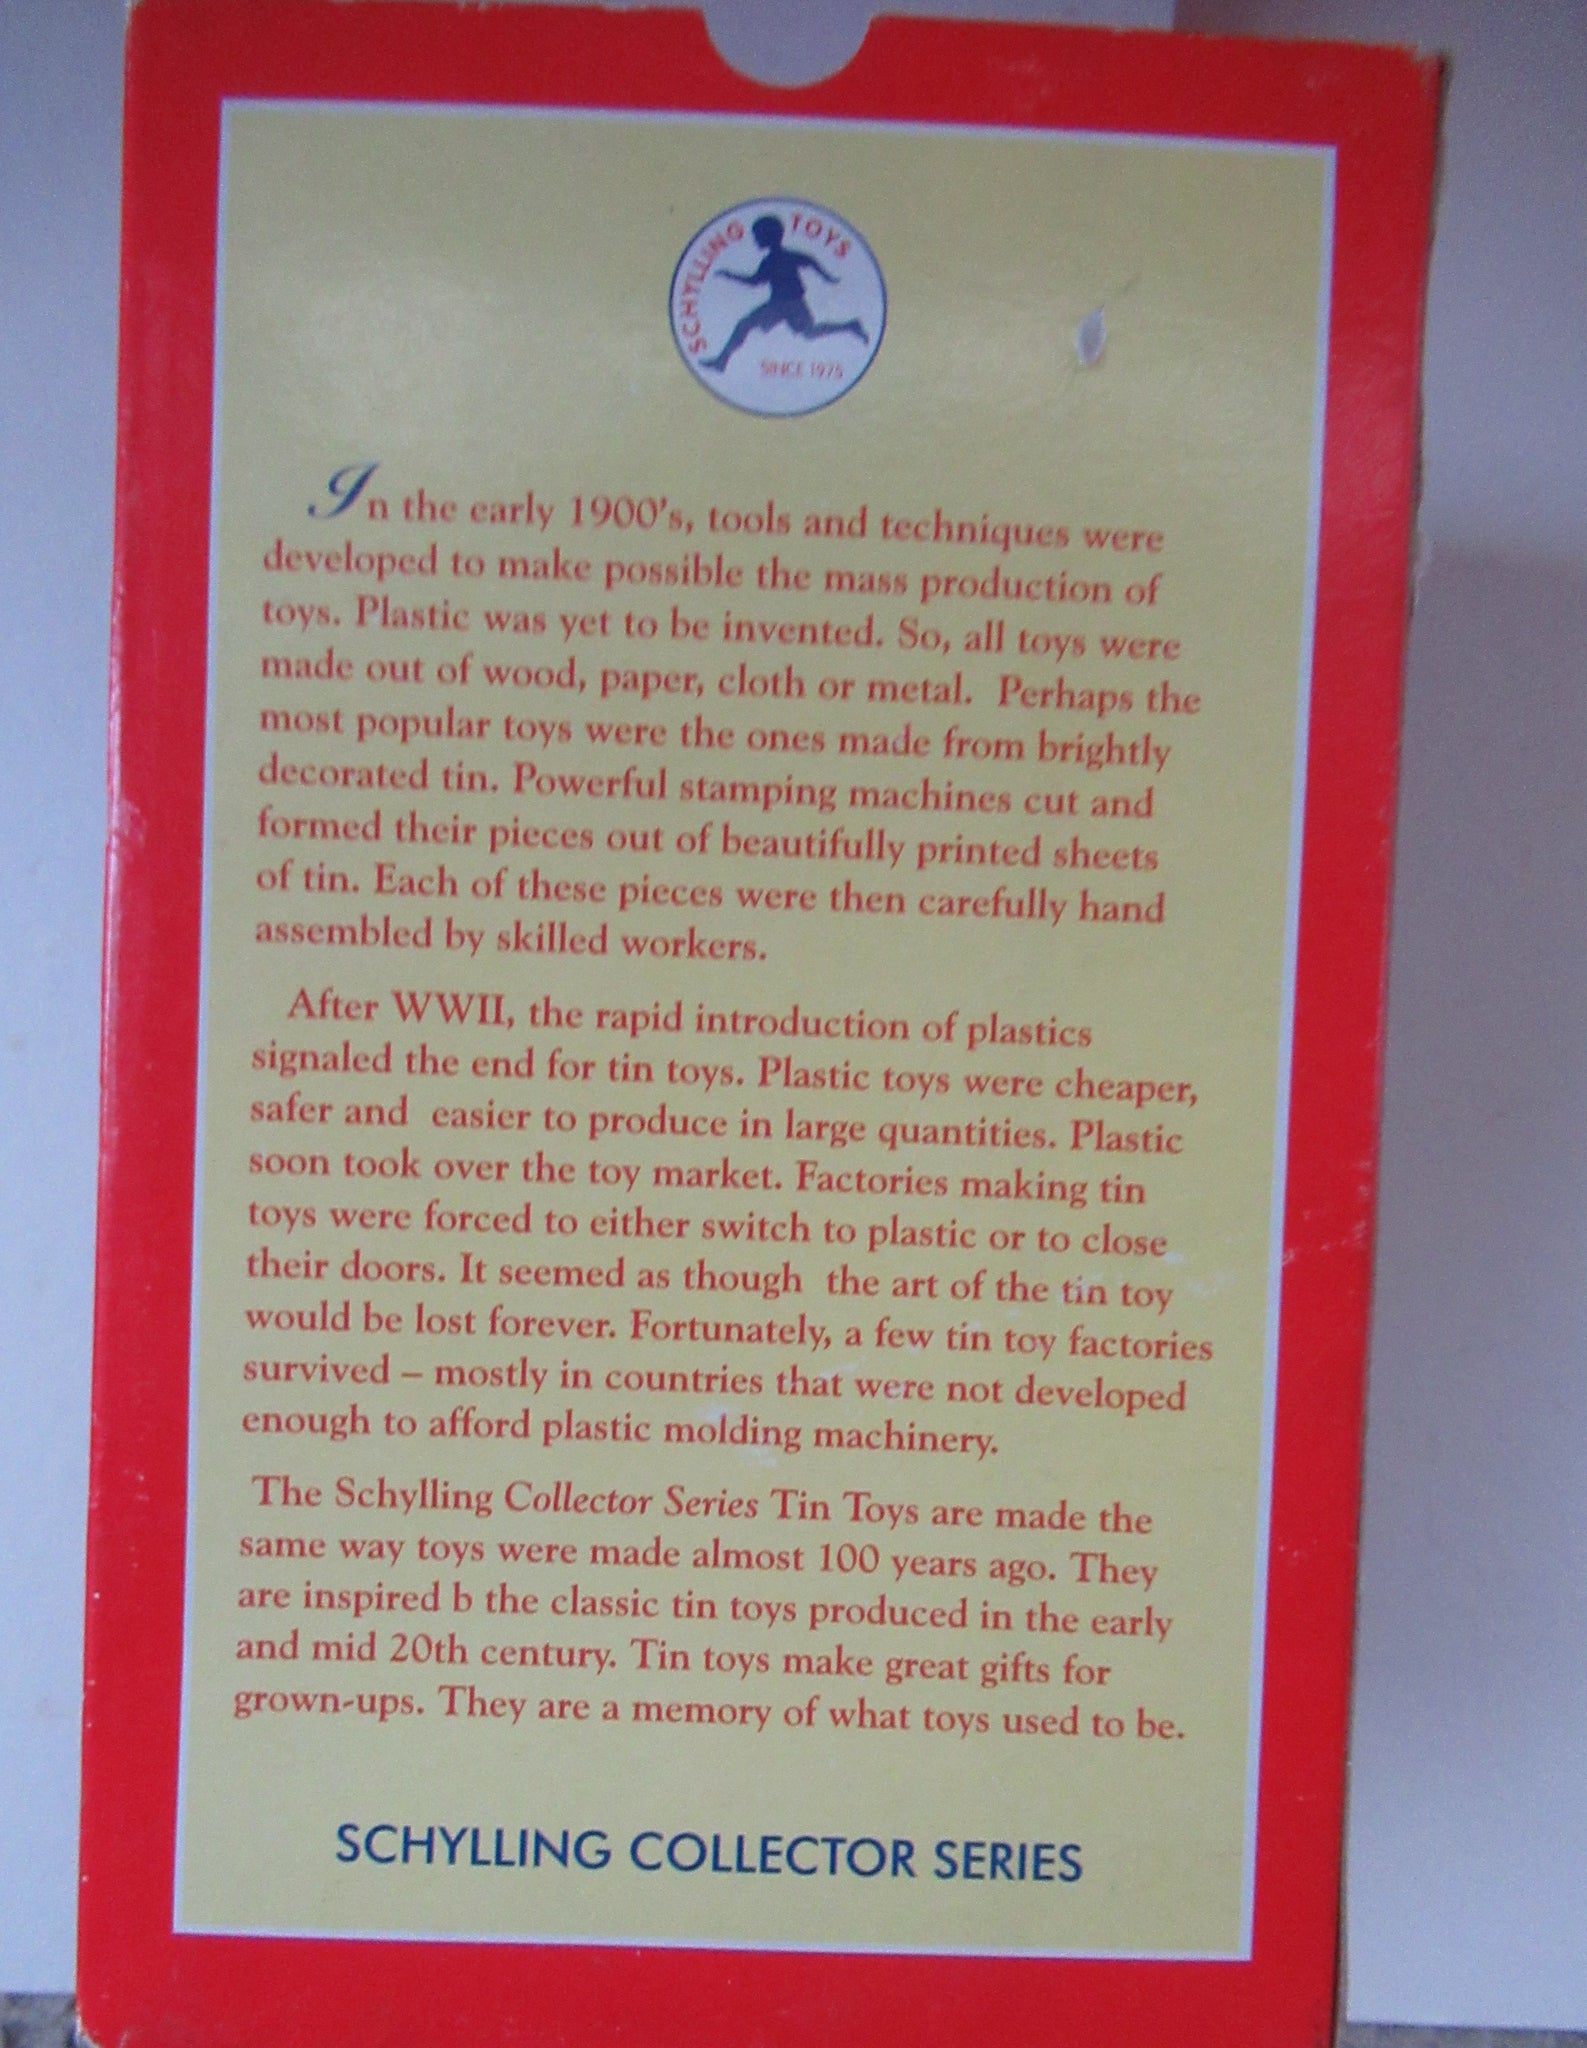 SCHYLLING TOYS
SINCE 1975
In the early 1900's, tools and techniques were
developed to make possible the mass production of
toys. Plastic was yet to be invented. So, all toys were
made out of wood, paper, cloth or metal. Perhaps the
most popular toys were the ones made from brightly
decorated tin. Powerful stamping machines cut and
formed their pieces out of beautifully printed sheets
of tin. Each of these pieces were then carefully hand
assembled by skilled workers.
After WWII, the rapid introduction of plastics
signaled the end for tin toys. Plastic toys were cheaper,
safer and easier to produce in large quantities. Plastic
soon took over the toy market. Factories making tin
toys were forced to either switch to plastic or to close
their doors. It seemed as though the art of the tin toy
would be lost forever. Fortunately, a few tin toy factories
survived – mostly in countries that were not developed
enough to afford plastic molding machinery.
The Schylling Collector Series Tin Toys are made the
same way toys were made almost 100 years ago. They
are inspired b the classic tin toys produced in the early
and mid 20th century. Tin toys make great gifts for
grown-ups. They are a memory of what toys used to be.
SCHYLLING COLLECTOR SERIES